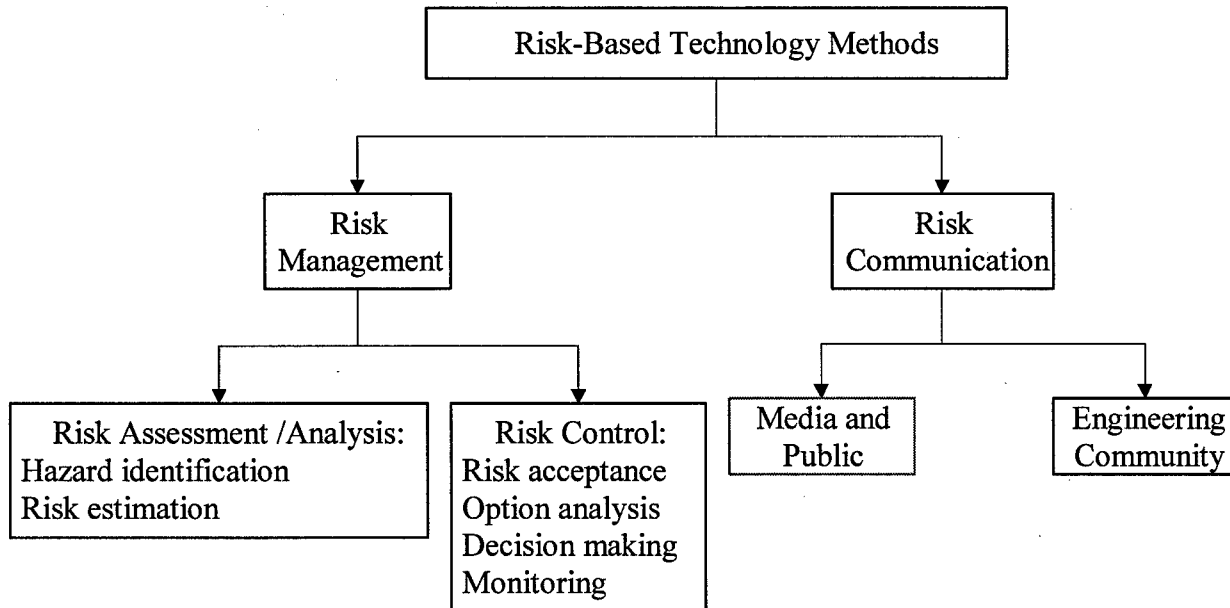 Risk-Based Technology Methods
Risk
Management
Risk
Communication
Risk Assessment /Analysis:
Hazard identification
Risk estimation
Risk Control:
Risk acceptance
Option analysis
Decision making
Monitoring
Media and
Public
Engineering
Community